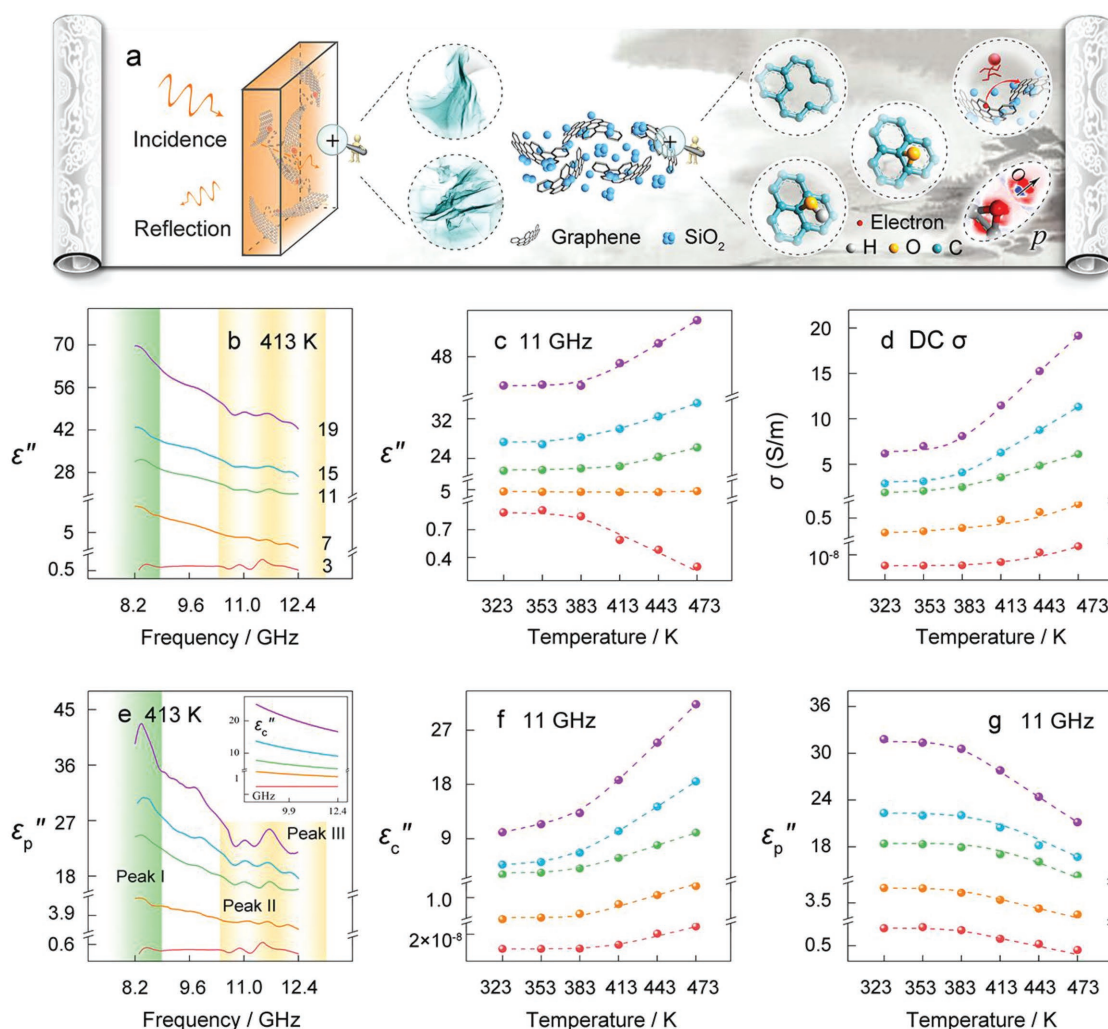 a
Incidence
Reflection
+
+
Graphene
SiO₂
Electron
H O C
O
p
b 413 K
ε″
70
56
42
28
5
0.5
19
15
11
7
3
8.2 9.6 11.0 12.4
Frequency / GHz
c 11 GHz
ε″
48
32
24
5
0.7
0.4
323 353 383 413 443 473
Temperature / K
d DC σ
σ (S/m)
20
15
10
5
0.5
10⁻⁸
323 353 383 413 443 473
Temperature / K
e 413 K
εp″
45
36
27
18
3.9
0.6
Peak I
Peak II
Peak III
εc″
20
10
1
GHz
9.9 12.4
8.2 9.6 11.0 12.4
Frequency / GHz
f 11 GHz
εc″
27
18
9
1.0
2×10⁻⁸
323 353 383 413 443 473
Temperature / K
g 11 GHz
εp″
36
30
24
18
3.5
0.5
323 353 383 413 443 473
Temperature / K